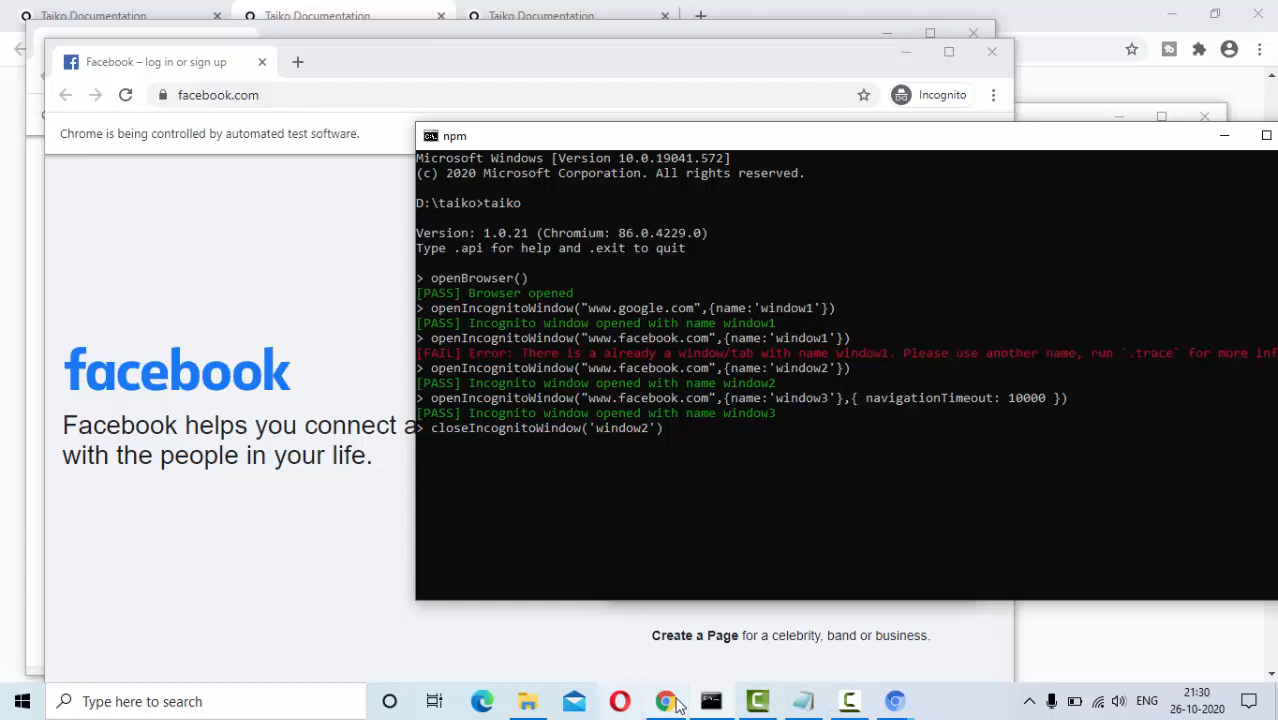 Taiko Documentation
Taiko Documentation
Taiko Documentation
Facebook – log in or sign up
facebook.com
Incognito
Chrome is being controlled by automated test software.
npm
Microsoft Windows [Version 10.0.19041.572]
(c) 2020 Microsoft Corporation. All rights reserved.
D:\taiko>taiko
Version: 1.0.21 (Chromium: 86.0.4229.0)
Type .api for help and .exit to quit
> openBrowser()
[PASS] Browser opened
> openIncognitoWindow("www.google.com",{name:'window1'})
[PASS] Incognito window opened with name window1
> openIncognitoWindow("www.facebook.com",{name:'window1'})
[FAIL] Error: There is a already a window/tab with name window1. Please use another name, run `.trace` for more inf
> openIncognitoWindow("www.facebook.com",{name:'window2'})
[PASS] Incognito window opened with name window2
> openIncognitoWindow("www.facebook.com",{name:'window3'},{ navigationTimeout: 10000 })
[PASS] Incognito window opened with name window3
> closeIncognitoWindow('window2')
facebook
Facebook helps you connect a
with the people in your life.
Create a Page for a celebrity, band or business.
Type here to search
ENG
21:30
26-10-2020